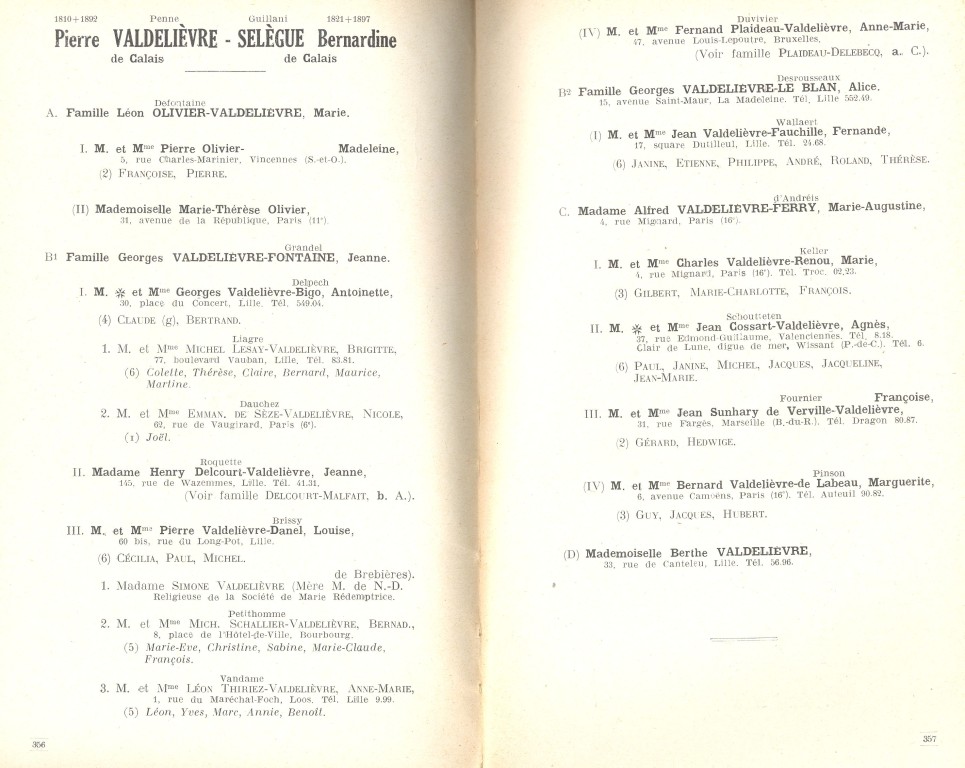 1810+1892 Penne Guillani 1821+1897
Pierre VALDELIÈVRE - SELÈGUE Bernardine
de Calais de Calais
Defontaine
A. Famille Léon OLIVIER-VALDELIÈVRE, Marie.
I. M. et Mme Pierre Olivier- Madeleine,
5, rue Charles-Marinier, Vincennes (S.-et-O.).
(2) FRANÇOISE, PIERRE.
(II) Mademoiselle Marie-Thérèse Olivier,
31, avenue de la République, Paris (11e).
Grandel
B1 Famille Georges VALDELIÈVRE-FONTAINE, Jeanne.
Delpech
I. M. ※ et Mme Georges Valdelièvre-Bigo, Antoinette,
30, place du Concert, Lille. Tél. 549.04.
(4) CLAUDE (g), BERTRAND.
Liagre
1. M. et Mme MICHEL LESAY-VALDELIÈVRE, BRIGITTE,
77, boulevard Vauban, Lille. Tél. 83.81.
(6) Colette, Thérèse, Claire, Bernard, Maurice,
Martine.
Dauchez
2. M. et Mme EMMAN. DE SÈZE-VALDELIÈVRE, NICOLE,
62, rue de Vaugirard, Paris (6e).
(1) Joël.
Roquette
II. Madame Henry Delcourt-Valdelièvre, Jeanne,
145, rue de Wazemmes, Lille. Tél. 41.31.
(Voir famille DELCOURT-MALFAIT, b. A.).
Brissy
III. M. et Mme Pierre Valdelièvre-Danel, Louise,
60 bis, rue du Long-Pot, Lille.
(6) CÉCILIA, PAUL, MICHEL.
de Brebières).
1. Madame SIMONE VALDELIÈVRE (Mère M. de N.-D.
Religieuse de la Société de Marie Rédemptrice.
Petithomme
2. M. et Mme MICH. SCHALLIER-VALDELIÈVRE, BERNAD.,
8, place de l'Hôtel-de-Ville, Bourbourg.
(5) Marie-Eve, Christine, Sabine, Marie-Claude,
François.
Vandame
3. M. et Mme LÉON THIRIEZ-VALDELIÈVRE, ANNE-MARIE,
1, rue du Maréchal-Foch, Loos. Tél. Lille 9.99.
(5) Léon, Yves, Marc, Annie, Benoît.
356
Duvivier
(IV) M. et Mme Fernand Plaideau-Valdelièvre, Anne-Marie,
47, avenue Louis-Lepoutre, Bruxelles.
(Voir famille PLAIDEAU-DELEBECQ, a. C.).
Desrousseaux
B2 Famille Georges VALDELIÈVRE-LE BLAN, Alice.
15, avenue Saint-Maur, La Madeleine. Tél. Lille 552.49.
Wallaert
(I) M. et Mme Jean Valdelièvre-Fauchille, Fernande,
17, square Dutilleul, Lille. Tél. 24.68.
(6) JANINE, ETIENNE, PHILIPPE, ANDRÉ, ROLAND, THÉRÈSE.
d'Andréis
C. Madame Alfred VALDELIÈVRE-FERRY, Marie-Augustine,
4, rue Mignard, Paris (16e).
Keller
I. M. et Mme Charles Valdelièvre-Renou, Marie,
4, rue Mignard, Paris (16e). Tél. Troc. 02.23.
(3) GILBERT, MARIE-CHARLOTTE, FRANÇOIS.
Schoutteten
II. M. ※ et Mme Jean Cossart-Valdelièvre, Agnès,
37, rue Edmond-Guillaume, Valenciennes. Tél. 8.18.
Clair de Lune, digue de mer, Wissant (P.-de-C.). Tél. 6.
(6) PAUL, JANINE, MICHEL, JACQUES, JACQUELINE,
JEAN-MARIE.
Fournier Françoise,
III. M. et Mme Jean Sunhary de Verville-Valdelièvre,
31, rue Fargès, Marseille (B.-du-R.). Tél. Dragon 80.87.
(2) GÉRARD, HEDWIGE.
Pinson
(IV) M. et Mme Bernard Valdelièvre-de Labeau, Marguerite,
6, avenue Camoëns, Paris (16e). Tél. Auteuil 90.82.
(3) GUY, JACQUES, HUBERT.
(D) Mademoiselle Berthe VALDELIÈVRE,
33, rue de Canteleu, Lille. Tél. 56.96.
357